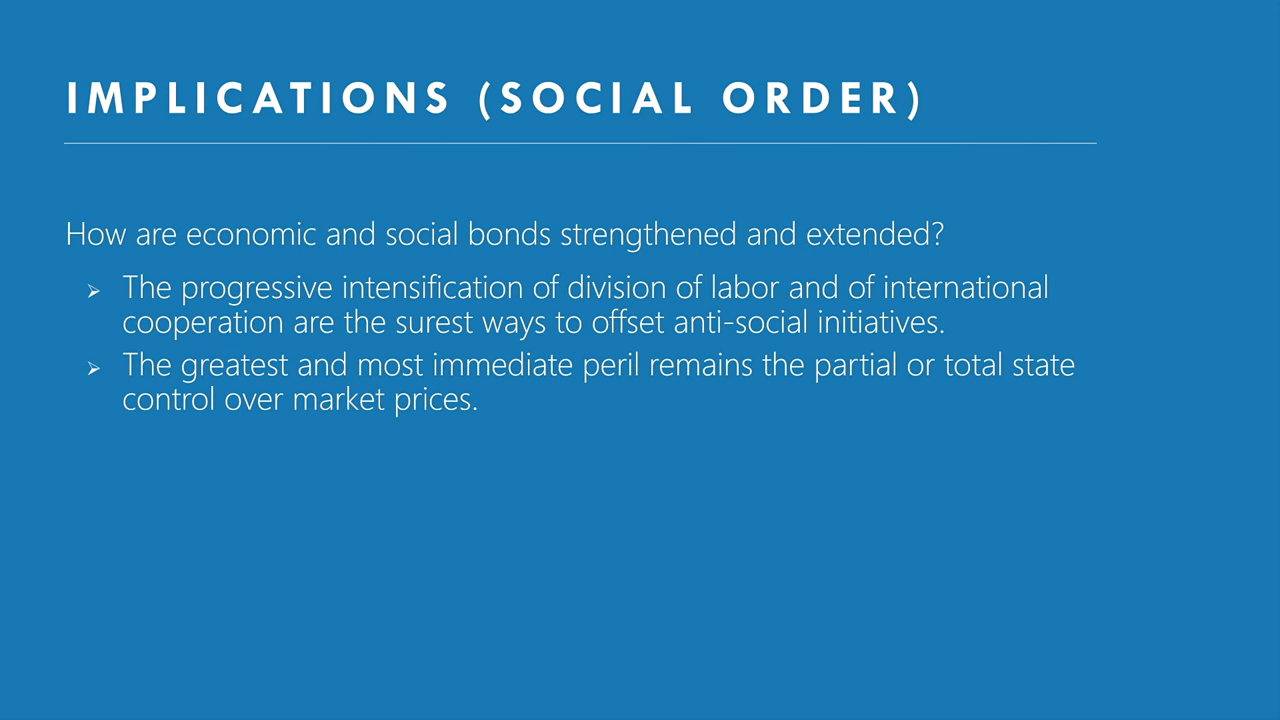 IMPLICATIONS (SOCIAL ORDER)
How are economic and social bonds strengthened and extended?
➢ The progressive intensification of division of labor and of international
cooperation are the surest ways to offset anti-social initiatives.
➢ The greatest and most immediate peril remains the partial or total state
control over market prices.